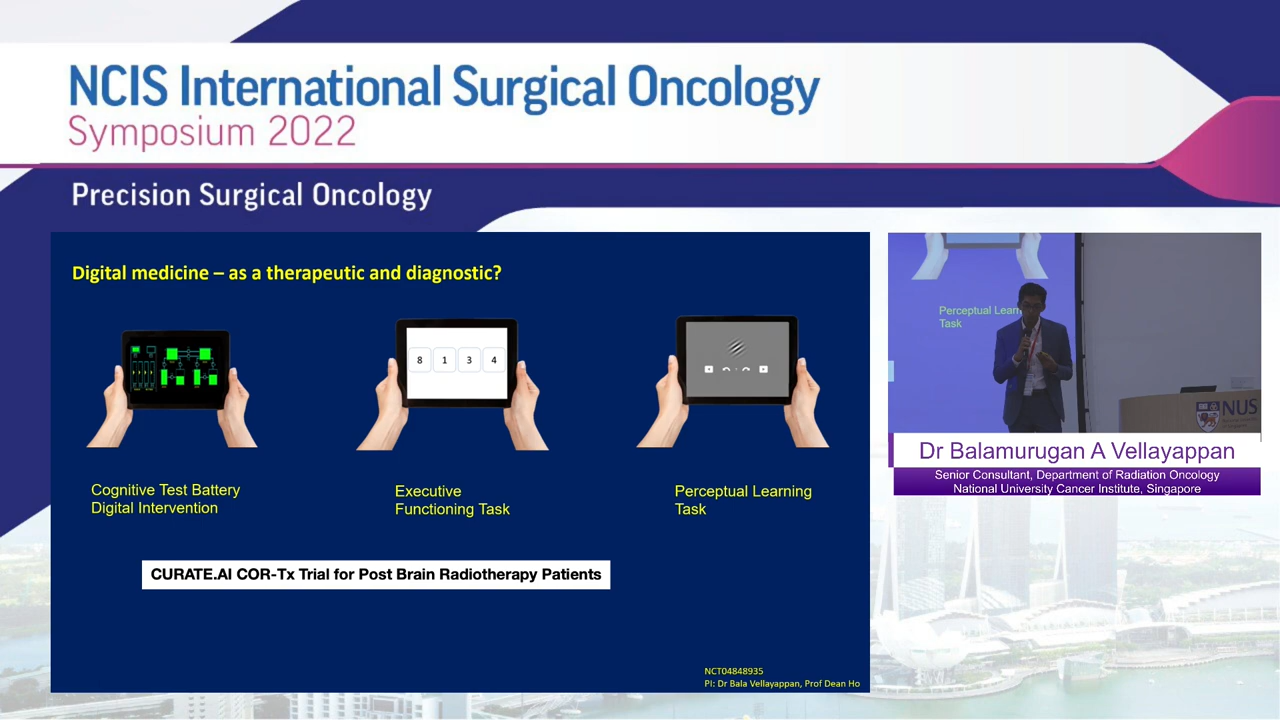 NCIS International Surgical Oncology
Symposium 2022
Precision Surgical Oncology
Digital medicine – as a therapeutic and diagnostic?
8 1 3 4
Cognitive Test Battery
Digital Intervention
Executive
Functioning Task
Perceptual Learning
Task
CURATE.AI COR-Tx Trial for Post Brain Radiotherapy Patients
NCT04848935
PI: Dr Bala Vellayappan, Prof Dean Ho
Perceptual Learn
Task
NUS
Dr Balamurugan A Vellayappan
Senior Consultant, Department of Radiation Oncology
National University Cancer Institute, Singapore